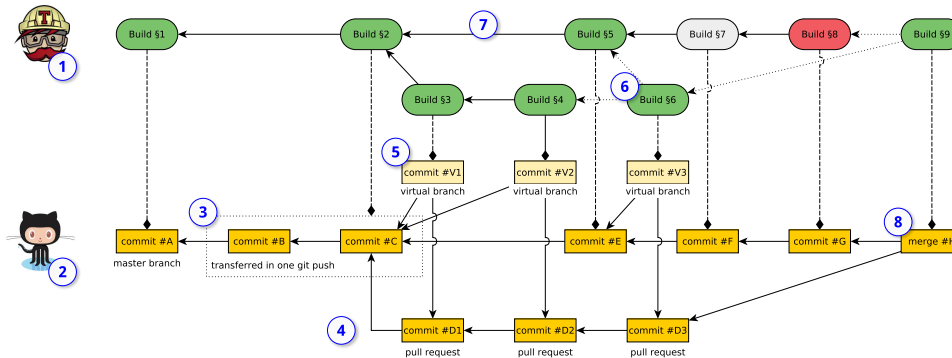 T
7
Build §1
Build §2
Build §5
Build §7
Build §8
Build §9
1
6
Build §3
Build §4
Build §6
5
commit #V1
commit #V2
commit #V3
virtual branch
virtual branch
virtual branch
3
8
commit #A
commit #B
commit #C
commit #E
commit #F
commit #G
merge
master branch
transferred in one git push
2
4
commit #D1
commit #D2
commit #D3
pull request
pull request
pull request